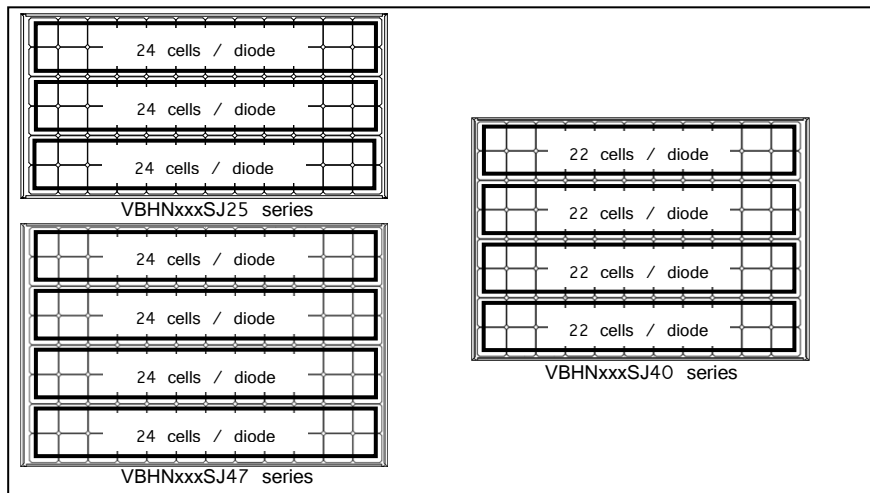 24 cells / diode
24 cells / diode
24 cells / diode
VBHNxxxSJ25 series
24 cells / diode
24 cells / diode
24 cells / diode
24 cells / diode
VBHNxxxSJ47 series
22 cells / diode
22 cells / diode
22 cells / diode
22 cells / diode
VBHNxxxSJ40 series